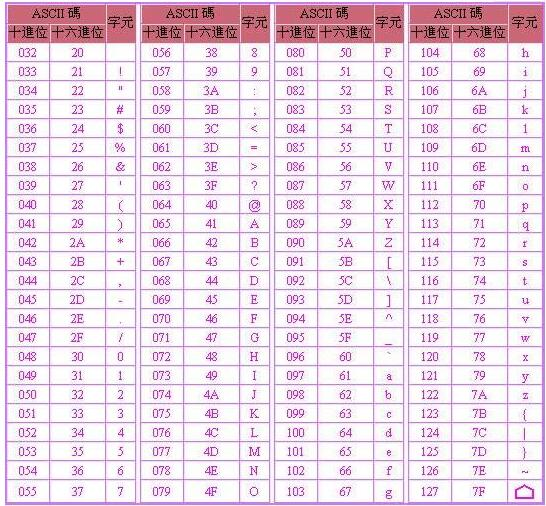 ASCII 碼 字元 ASCII 碼 字元 ASCII 碼 字元 ASCII 碼 字元
十進位 十六進位 十進位 十六進位 十進位 十六進位 十進位 十六進位
032 20 056 38 8 080 50 P 104 68 h
033 21 ! 057 39 9 081 51 Q 105 69 i
034 22 " 058 3A : 082 52 R 106 6A j
035 23 # 059 3B ; 083 53 S 107 6B k
036 24 $ 060 3C < 084 54 T 108 6C l
037 25 % 061 3D = 085 55 U 109 6D m
038 26 & 062 3E > 086 56 V 110 6E n
039 27 ' 063 3F ? 087 57 W 111 6F o
040 28 ( 064 40 @ 088 58 X 112 70 p
041 29 ) 065 41 A 089 59 Y 113 71 q
042 2A * 066 42 B 090 5A Z 114 72 r
043 2B + 067 43 C 091 5B [ 115 73 s
044 2C , 068 44 D 092 5C \ 116 74 t
045 2D - 069 45 E 093 5D ] 117 75 u
046 2E . 070 46 F 094 5E ^ 118 76 v
047 2F / 071 47 G 095 5F _ 119 77 w
048 30 0 072 48 H 096 60 ` 120 78 x
049 31 1 073 49 I 097 61 a 121 79 y
050 32 2 074 4A J 098 62 b 122 7A z
051 33 3 075 4B K 099 63 c 123 7B {
052 34 4 076 4C L 100 64 d 124 7C |
053 35 5 077 4D M 101 65 e 125 7D }
054 36 6 078 4E N 102 66 f 126 7E ~
055 37 7 079 4F O 103 67 g 127 7F ⌂